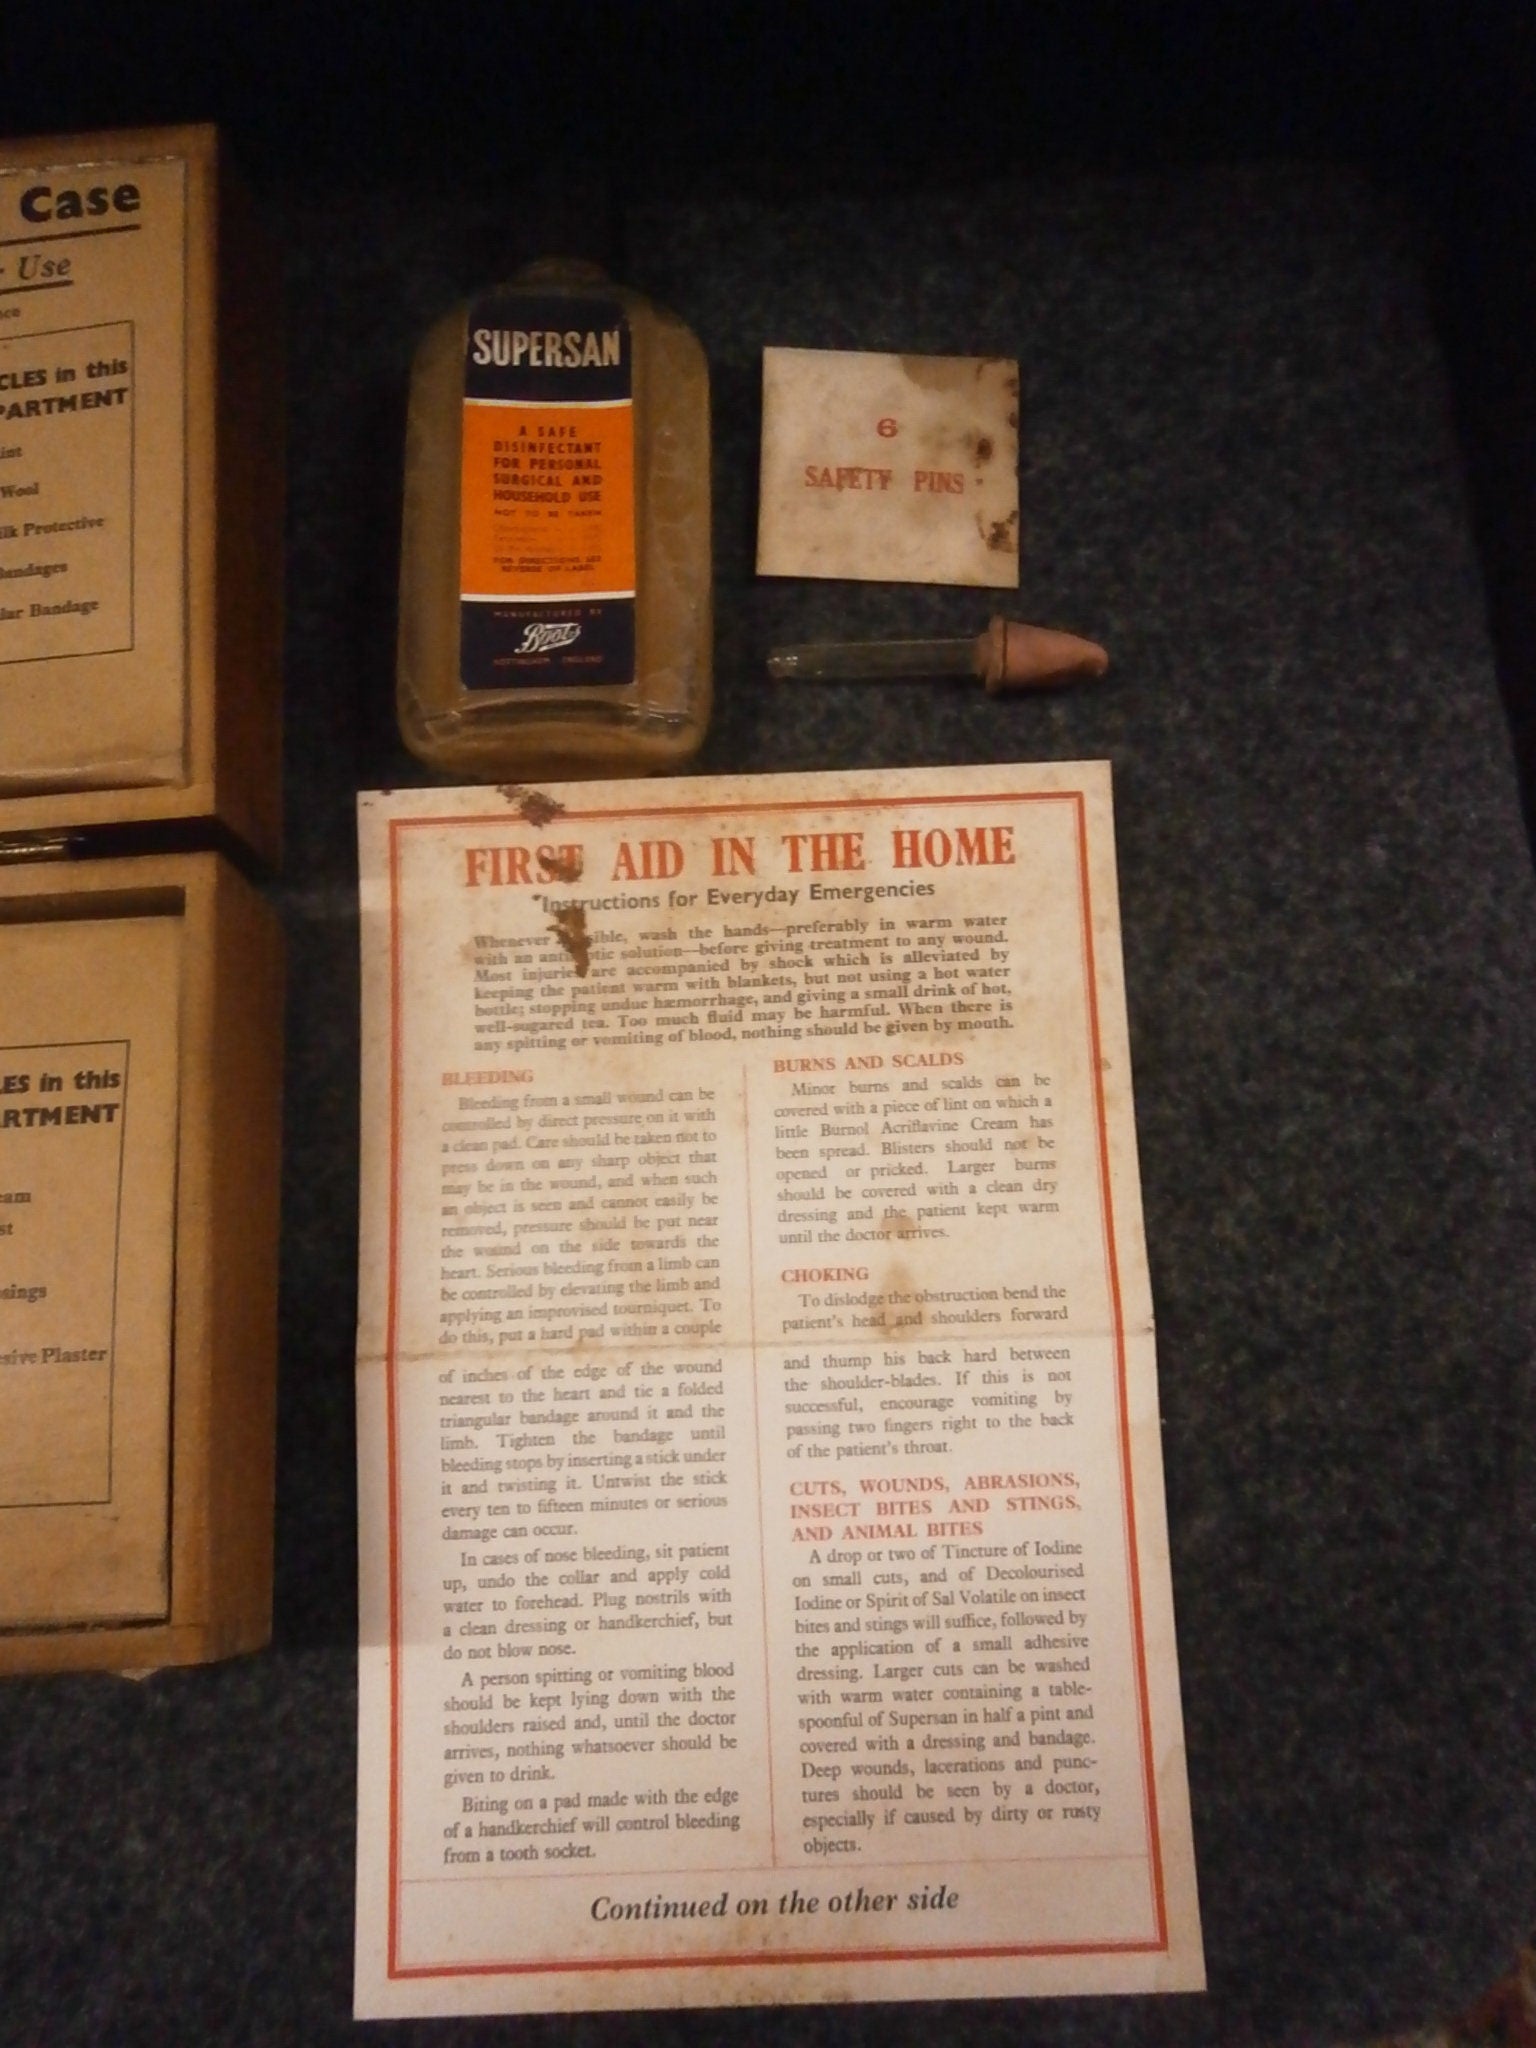 Case
Use
CLES in this
PARTMENT
Wool
Protective
Bandages
Bandage
ES in this
RTMENT
Plaster
SUPERSAN
A SAFE
DISINFECTANT
FOR PERSONAL
SURGICAL AND
HOUSEHOLD USE
NOT TO BE TAKEN
FOR DIRECTIONS SEE
REVERSE OF LABEL
MANUFACTURED BY
Boots
NOTTINGHAM ENGLAND
6
SAFETY PINS
FIRST AID IN THE HOME
Instructions for Everyday Emergencies
Whenever possible, wash the hands—preferably in warm water
with an antiseptic solution—before giving treatment to any wound.
Most injuries are accompanied by shock which is alleviated by
keeping the patient warm with blankets, but not using a hot water
bottle; stopping undue hæmorrhage, and giving a small drink of hot,
well-sugared tea. Too much fluid may be harmful. When there is
any spitting or vomiting of blood, nothing should be given by mouth.
BLEEDING
Bleeding from a small wound can be
controlled by direct pressure on it with
a clean pad. Care should be taken not to
press down on any sharp object that
may be in the wound, and when such
an object is seen and cannot easily be
removed, pressure should be put near
the wound on the side towards the
heart. Serious bleeding from a limb can
be controlled by elevating the limb and
applying an improvised tourniquet. To
do this, put a hard pad within a couple
of inches of the edge of the wound
nearest to the heart and tie a folded
triangular bandage around it and the
limb. Tighten the bandage until
bleeding stops by inserting a stick under
it and twisting it. Untwist the stick
every ten to fifteen minutes or serious
damage can occur.
In cases of nose bleeding, sit patient
up, undo the collar and apply cold
water to forehead. Plug nostrils with
a clean dressing or handkerchief, but
do not blow nose.
A person spitting or vomiting blood
should be kept lying down with the
shoulders raised and, until the doctor
arrives, nothing whatsoever should be
given to drink.
Biting on a pad made with the edge
of a handkerchief will control bleeding
from a tooth socket.
BURNS AND SCALDS
Minor burns and scalds can be
covered with a piece of lint on which a
little Burnol Acriflavine Cream has
been spread. Blisters should not be
opened or pricked. Larger burns
should be covered with a clean dry
dressing and the patient kept warm
until the doctor arrives.
CHOKING
To dislodge the obstruction bend the
patient's head and shoulders forward
and thump his back hard between
the shoulder-blades. If this is not
successful, encourage vomiting by
passing two fingers right to the back
of the patient's throat.
CUTS, WOUNDS, ABRASIONS,
INSECT BITES AND STINGS,
AND ANIMAL BITES
A drop or two of Tincture of Iodine
on small cuts, and of Decolourised
Iodine or Spirit of Sal Volatile on insect
bites and stings will suffice, followed by
the application of a small adhesive
dressing. Larger cuts can be washed
with warm water containing a table-
spoonful of Supersan in half a pint and
covered with a dressing and bandage.
Deep wounds, lacerations and punc-
tures should be seen by a doctor,
especially if caused by dirty or rusty
objects.
Continued on the other side